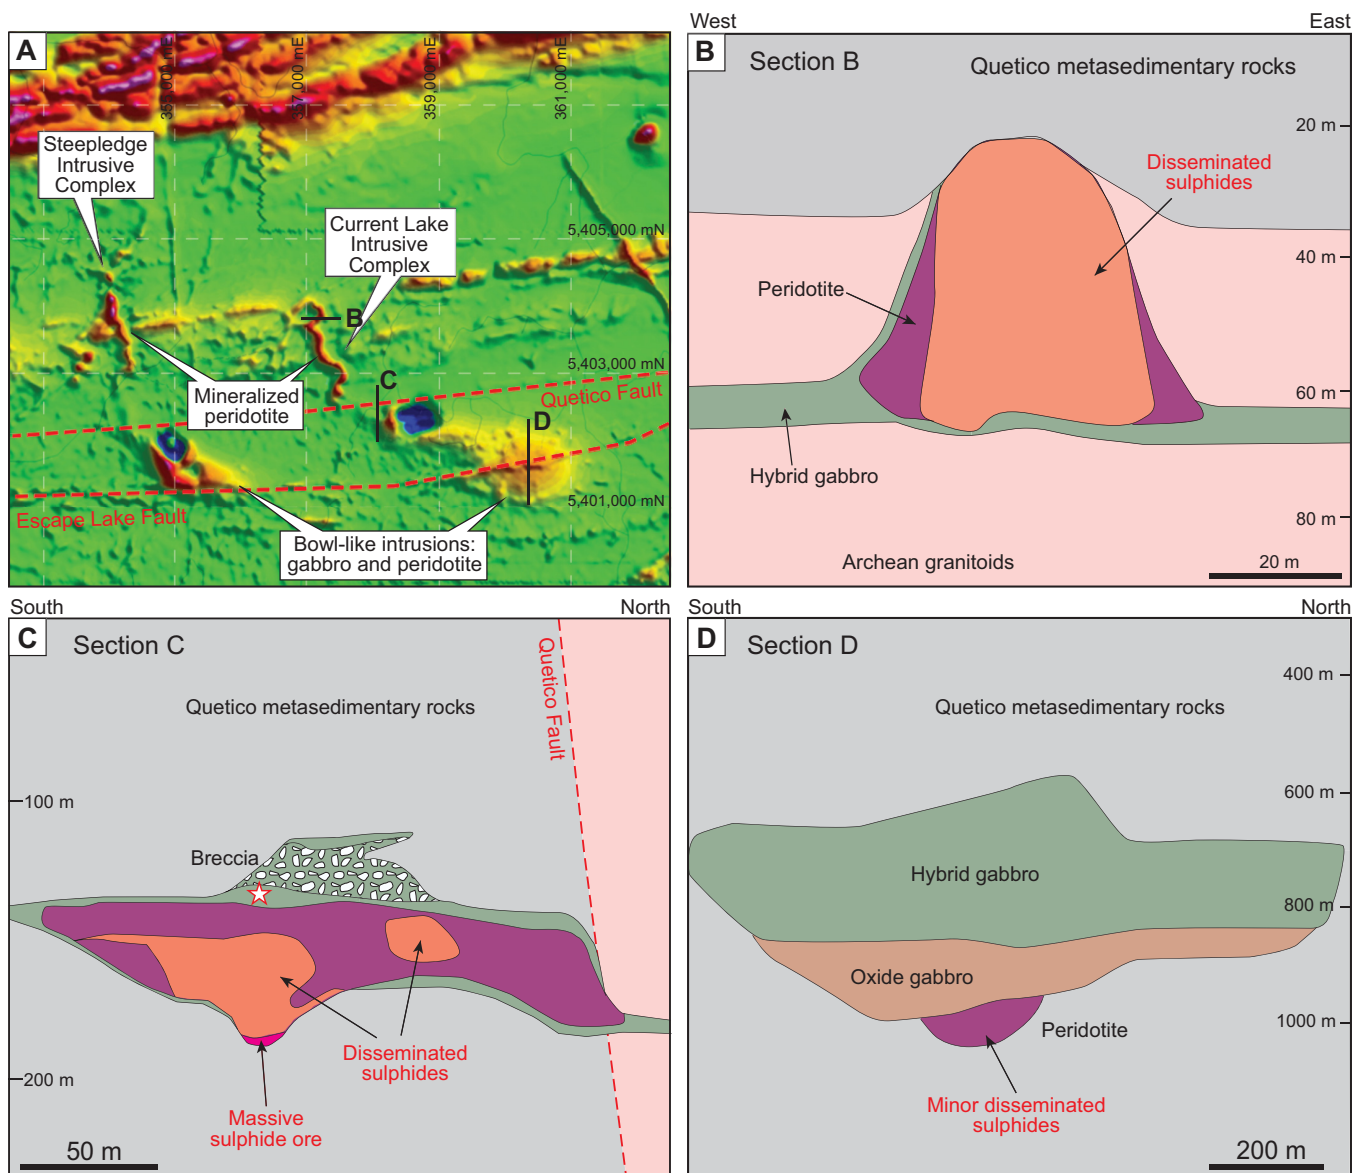 A
355,000 mE
357,000 mE
359,000 mE
361,000 mE
Steepledge
Intrusive
Complex
Current Lake
Intrusive
Complex
5,405,000 mN
B
Mineralized
peridotite
5,403,000 mN
C
Quetico Fault
D
5,401,000 mN
Escape Lake Fault
Bowl-like intrusions:
gabbro and peridotite
West
East
B
Section B
Quetico metasedimentary rocks
20 m
Disseminated
sulphides
40 m
Peridotite
60 m
Hybrid gabbro
80 m
Archean granitoids
20 m
South
North
C
Section C
Quetico Fault
Quetico metasedimentary rocks
100 m
Breccia
Disseminated
sulphides
200 m
Massive
sulphide ore
50 m
South
North
D
Section D
400 m
Quetico metasedimentary rocks
600 m
Hybrid gabbro
800 m
Oxide gabbro
1000 m
Peridotite
Minor disseminated
sulphides
200 m